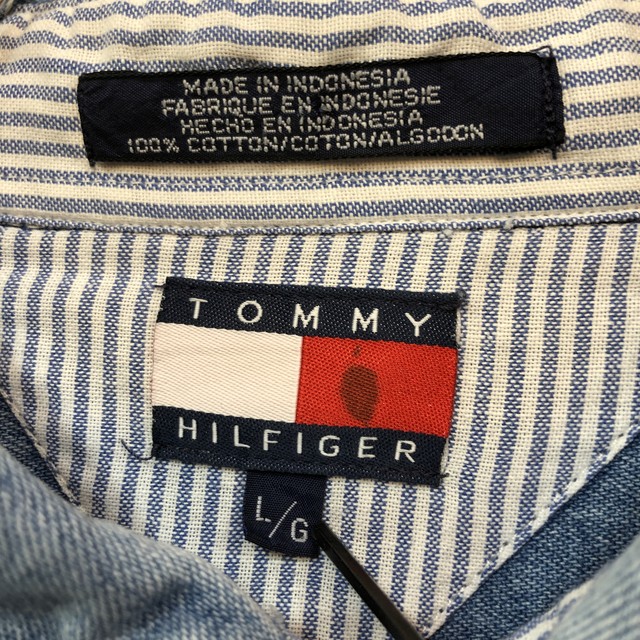 MADE IN INDONESIA
FABRIQUE EN INDONESIE
HECHO EN INDONESIA
100% COTTON/COTON/ALGODON
TOMMY
HILFIGER
L/G